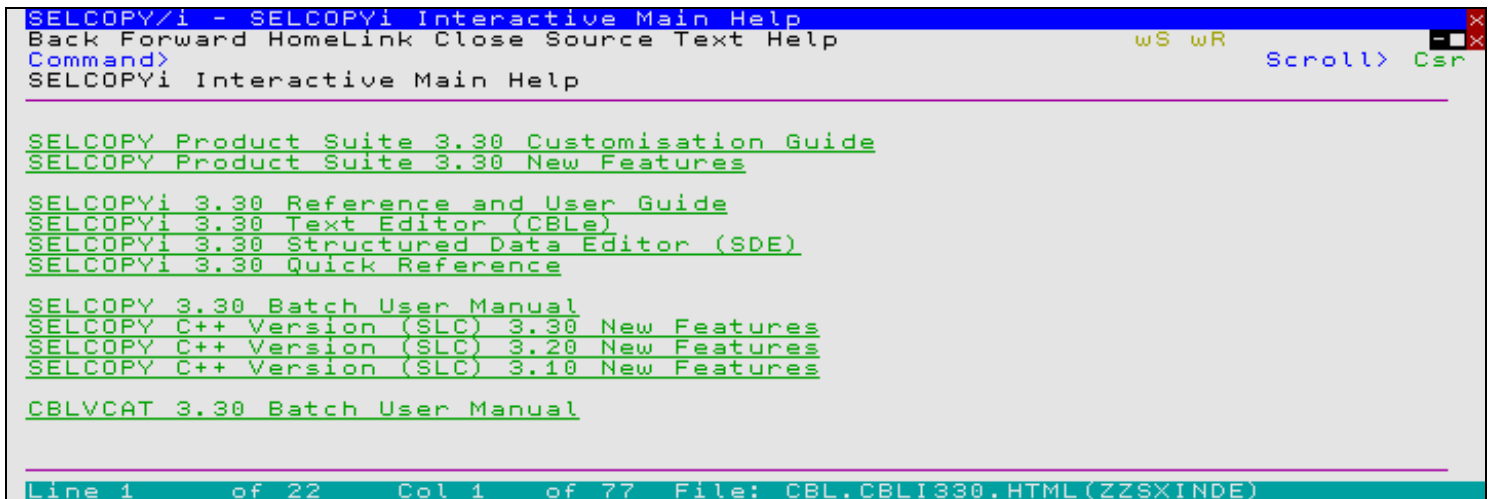 SELCOPY/i - SELCOPYi Interactive Main Help
Back Forward HomeLink Close Source Text Help wS wR
Command> Scroll> Csr
SELCOPYi Interactive Main Help
SELCOPY Product Suite 3.30 Customisation Guide
SELCOPY Product Suite 3.30 New Features
SELCOPYi 3.30 Reference and User Guide
SELCOPYi 3.30 Text Editor (CBLe)
SELCOPYi 3.30 Structured Data Editor (SDE)
SELCOPYi 3.30 Quick Reference
SELCOPY 3.30 Batch User Manual
SELCOPY C++ Version (SLC) 3.30 New Features
SELCOPY C++ Version (SLC) 3.20 New Features
SELCOPY C++ Version (SLC) 3.10 New Features
CBLVCAT 3.30 Batch User Manual
Line 1 of 22 Col 1 of 77 File: CBL.CBLI330.HTML(ZZSXINDE)